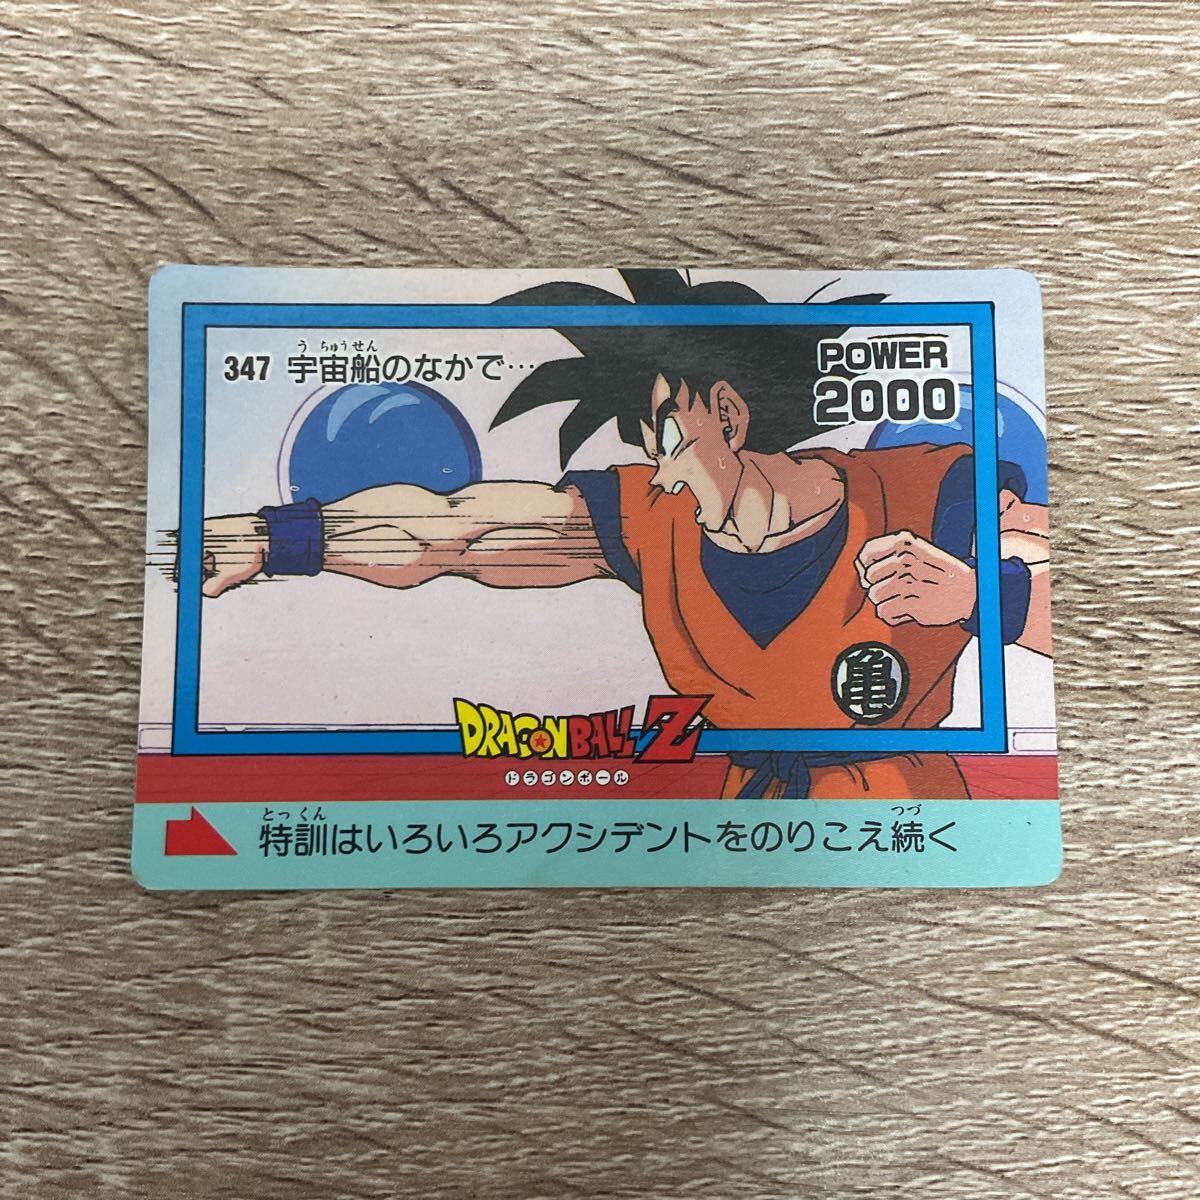 う ちゅうせん
347 宇宙船のなかで…
POWER
2000
亀
DRAGON BALL Z
ドラゴンボール
とっくん つづ
特訓はいろいろアクシデントをのりこえ続く